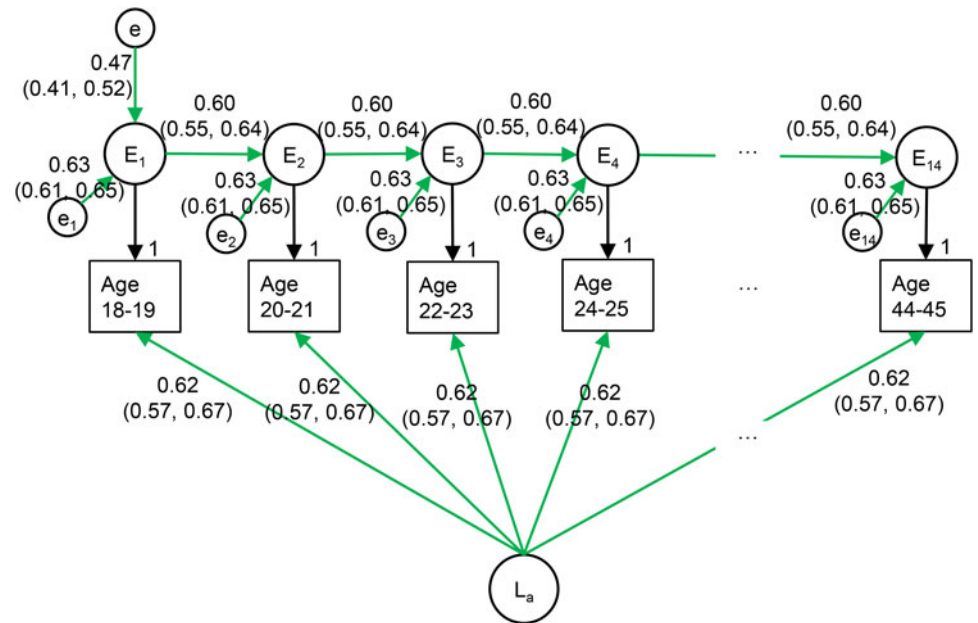 e
0.47
(0.41, 0.52)
0.60
(0.55, 0.64)
0.60
(0.55, 0.64)
0.60
(0.55, 0.64)
0.60
(0.55, 0.64)
E1
E2
E3
E4
...
E14
0.63
(0.61, 0.65)
0.63
(0.61, 0.65)
0.63
(0.61, 0.65)
0.63
(0.61, 0.65)
0.63
(0.61, 0.65)
e1
e2
e3
e4
e14
1
1
1
1
1
Age
18-19
Age
20-21
Age
22-23
Age
24-25
...
Age
44-45
0.62
(0.57, 0.67)
0.62
(0.57, 0.67)
0.62
(0.57, 0.67)
0.62
(0.57, 0.67)
0.62
(0.57, 0.67)
...
La